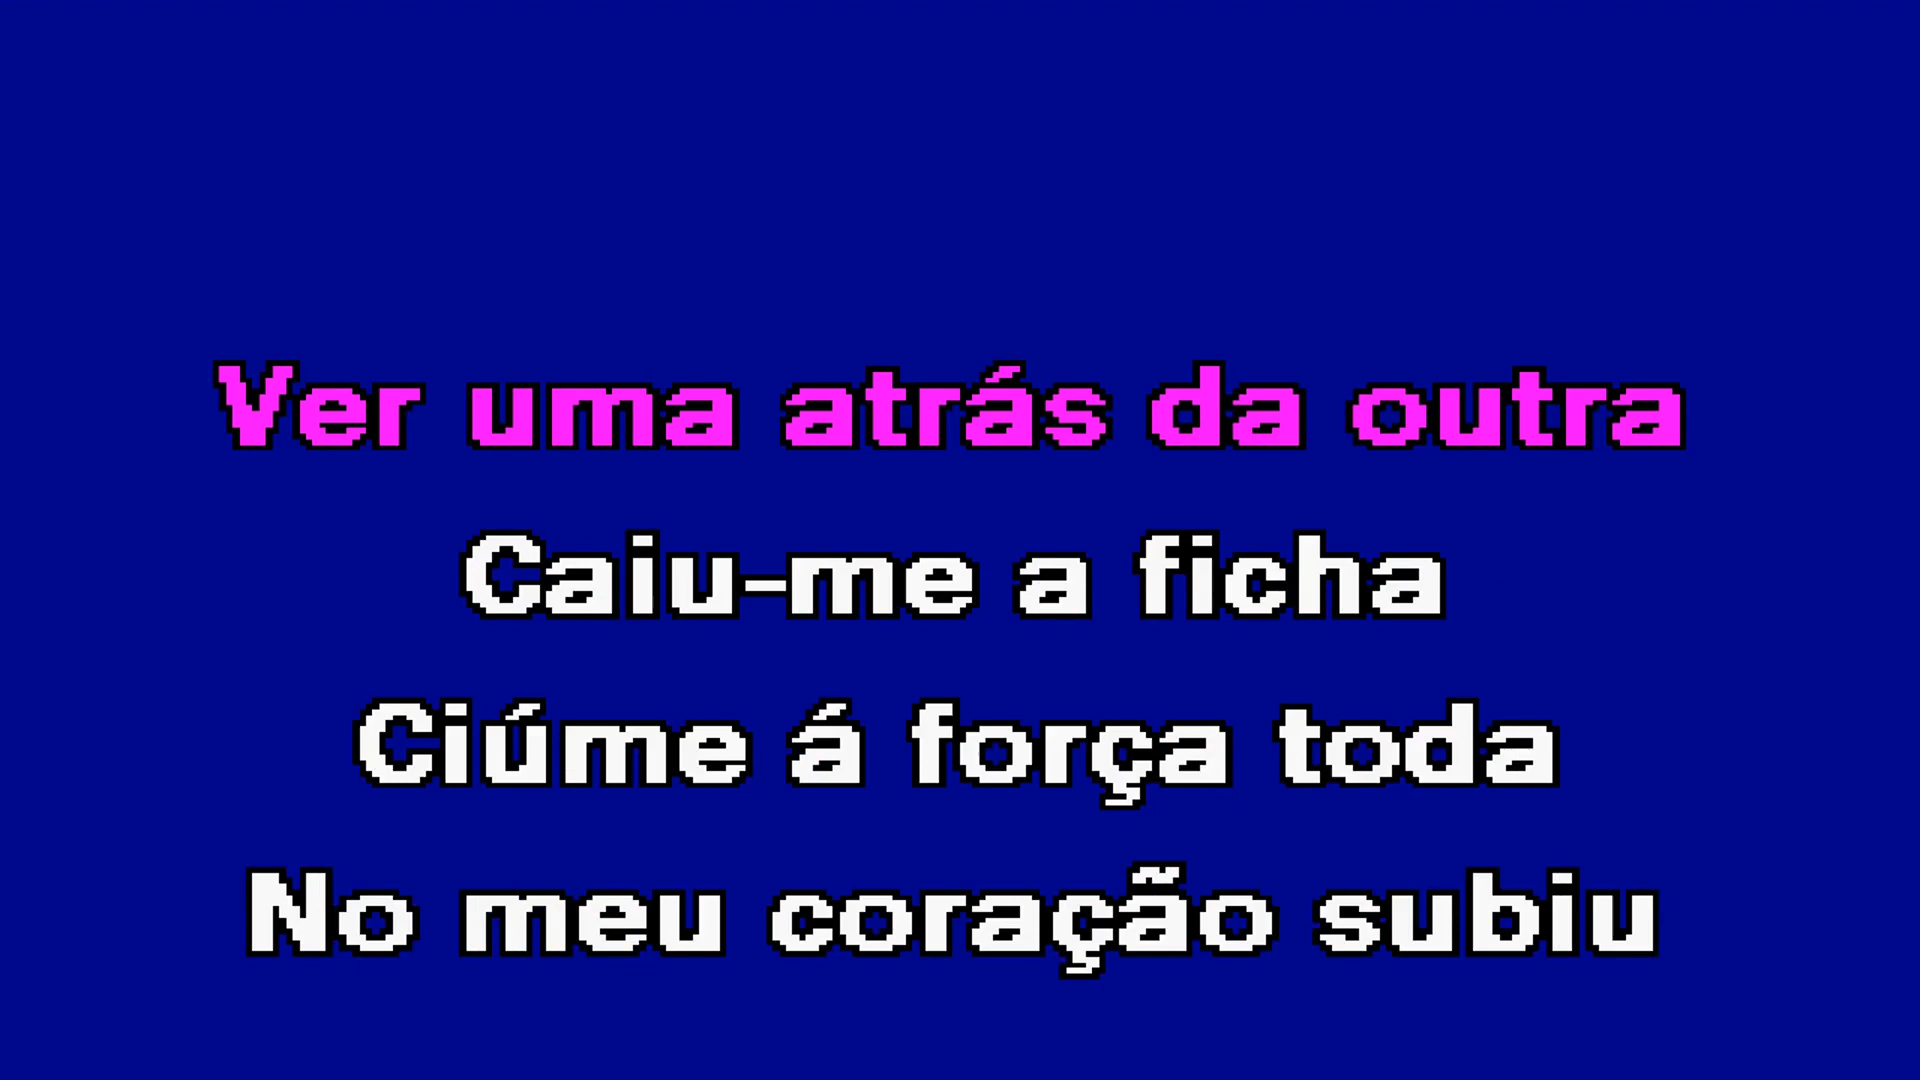 Ver uma atrás da outra
Caiu-me a ficha
Ciúme á força toda
No meu coração subiu